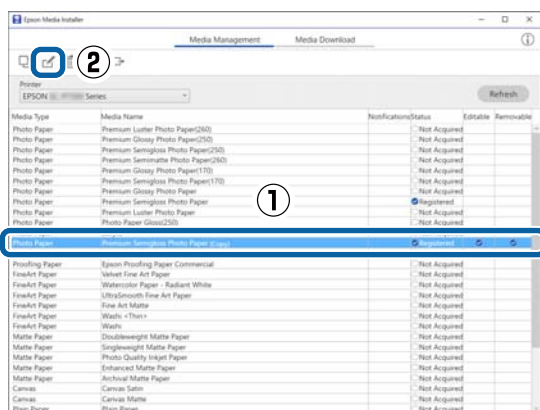 Epson Media Installer
Media Management Media Download
②
Printer
EPSON Series
Refresh
Media Type Media Name Notifications Status Editable Removable
Photo Paper Premium Luster Photo Paper(260) Not Acquired
Photo Paper Premium Glossy Photo Paper(250) Not Acquired
Photo Paper Premium Semigloss Photo Paper(250) Not Acquired
Photo Paper Premium Semimatte Photo Paper(260) Not Acquired
Photo Paper Premium Glossy Photo Paper(170) Not Acquired
Photo Paper Premium Semigloss Photo Paper(170) Not Acquired
Photo Paper Premium Glossy Photo Paper Not Acquired
Photo Paper Premium Semigloss Photo Paper Registered
Photo Paper Premium Luster Photo Paper Not Acquired
Photo Paper Photo Paper Gloss(250) Not Acquired
①
Photo Paper Premium Semigloss Photo Paper (Copy) Registered
Proofing Paper Epson Proofing Paper Commercial Not Acquired
FineArt Paper Velvet Fine Art Paper Not Acquired
FineArt Paper Watercolor Paper - Radiant White Not Acquired
FineArt Paper UltraSmooth Fine Art Paper Not Acquired
FineArt Paper Fine Art Matte Not Acquired
FineArt Paper Washi <Thin> Not Acquired
FineArt Paper Washi Not Acquired
Matte Paper Doubleweight Matte Paper Not Acquired
Matte Paper Singleweight Matte Paper Not Acquired
Matte Paper Photo Quality Inkjet Paper Not Acquired
Matte Paper Enhanced Matte Paper Not Acquired
Matte Paper Archival Matte Paper Not Acquired
Canvas Canvas Satin Not Acquired
Canvas Canvas Matte Not Acquired
Plain Paper Plain Paper Not Acquired